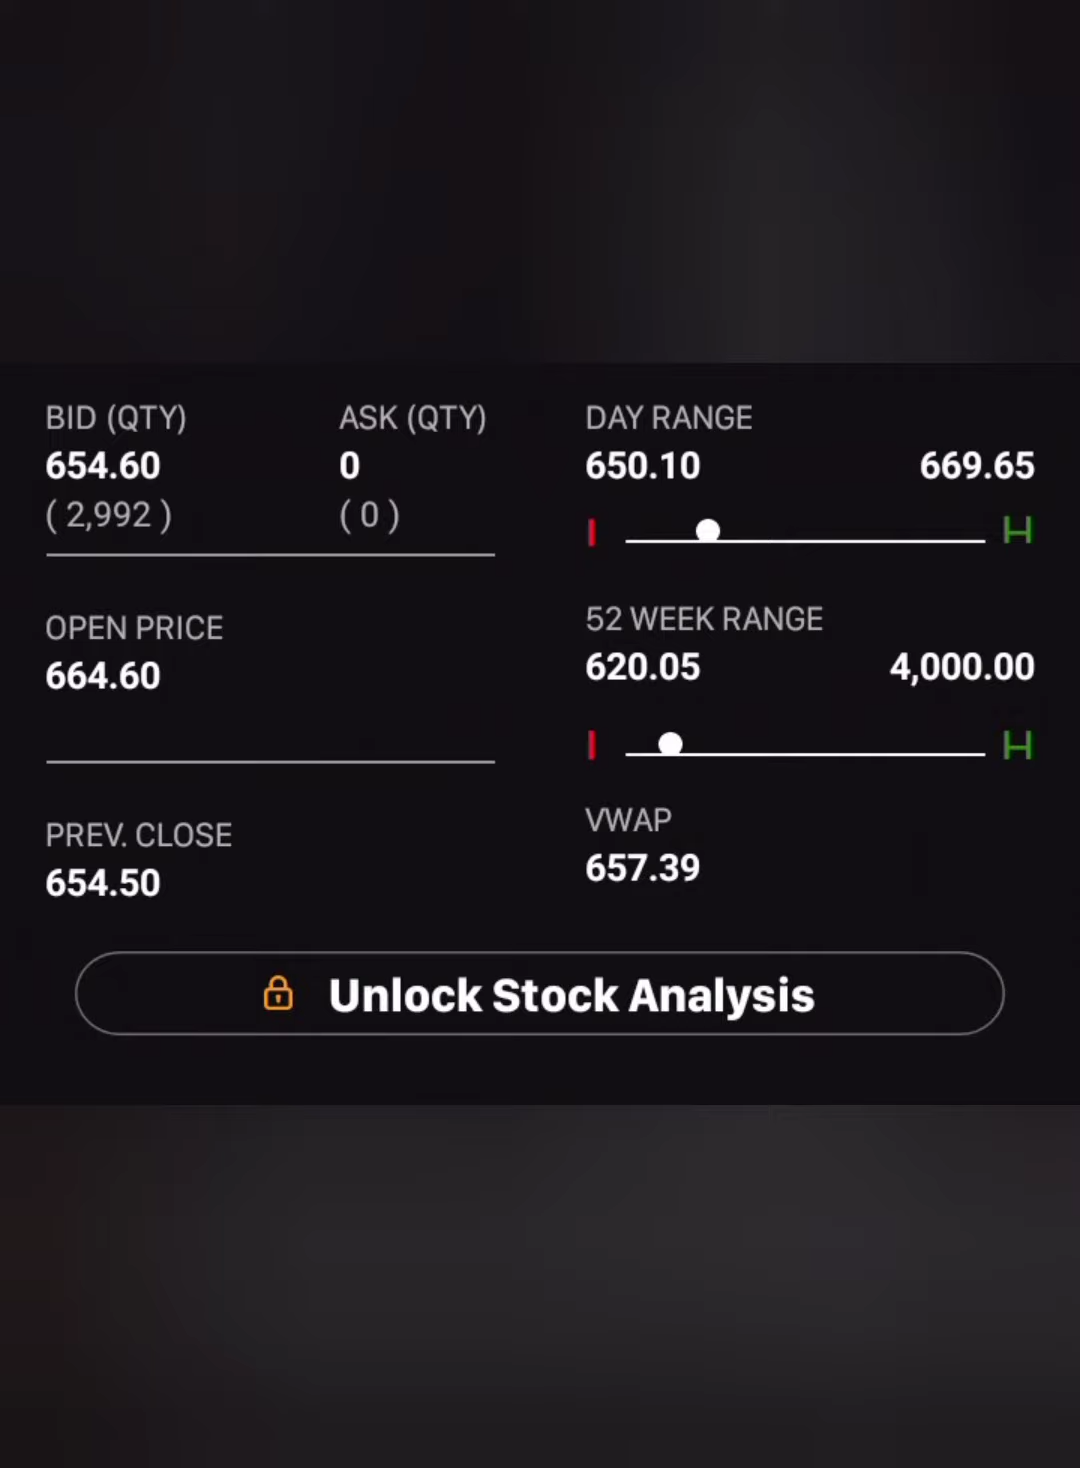 BID (QTY) ASK (QTY)
654.60 0
( 2,992 ) ( 0 )
OPEN PRICE
664.60
PREV. CLOSE
654.50
DAY RANGE
650.10 669.65
H
52 WEEK RANGE
620.05 4,000.00
H
VWAP
657.39
Unlock Stock Analysis